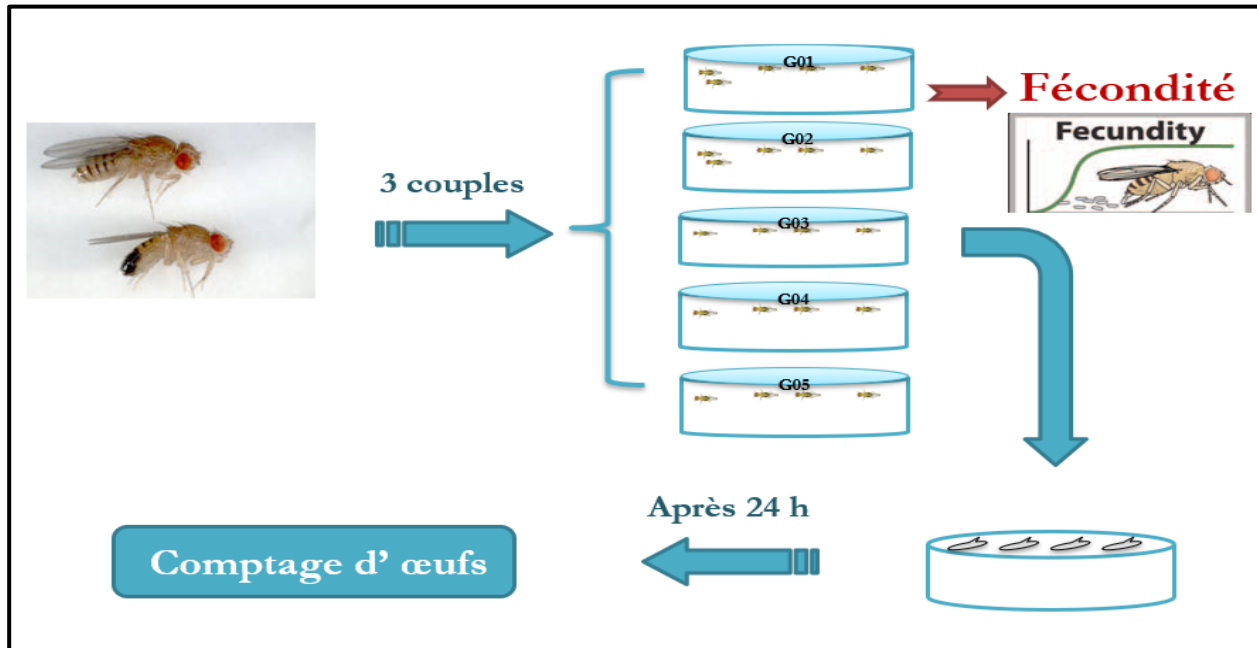 G01
Fécondité
Fecundity
G02
3 couples
G03
G04
G05
Après 24 h
Comptage d' œufs